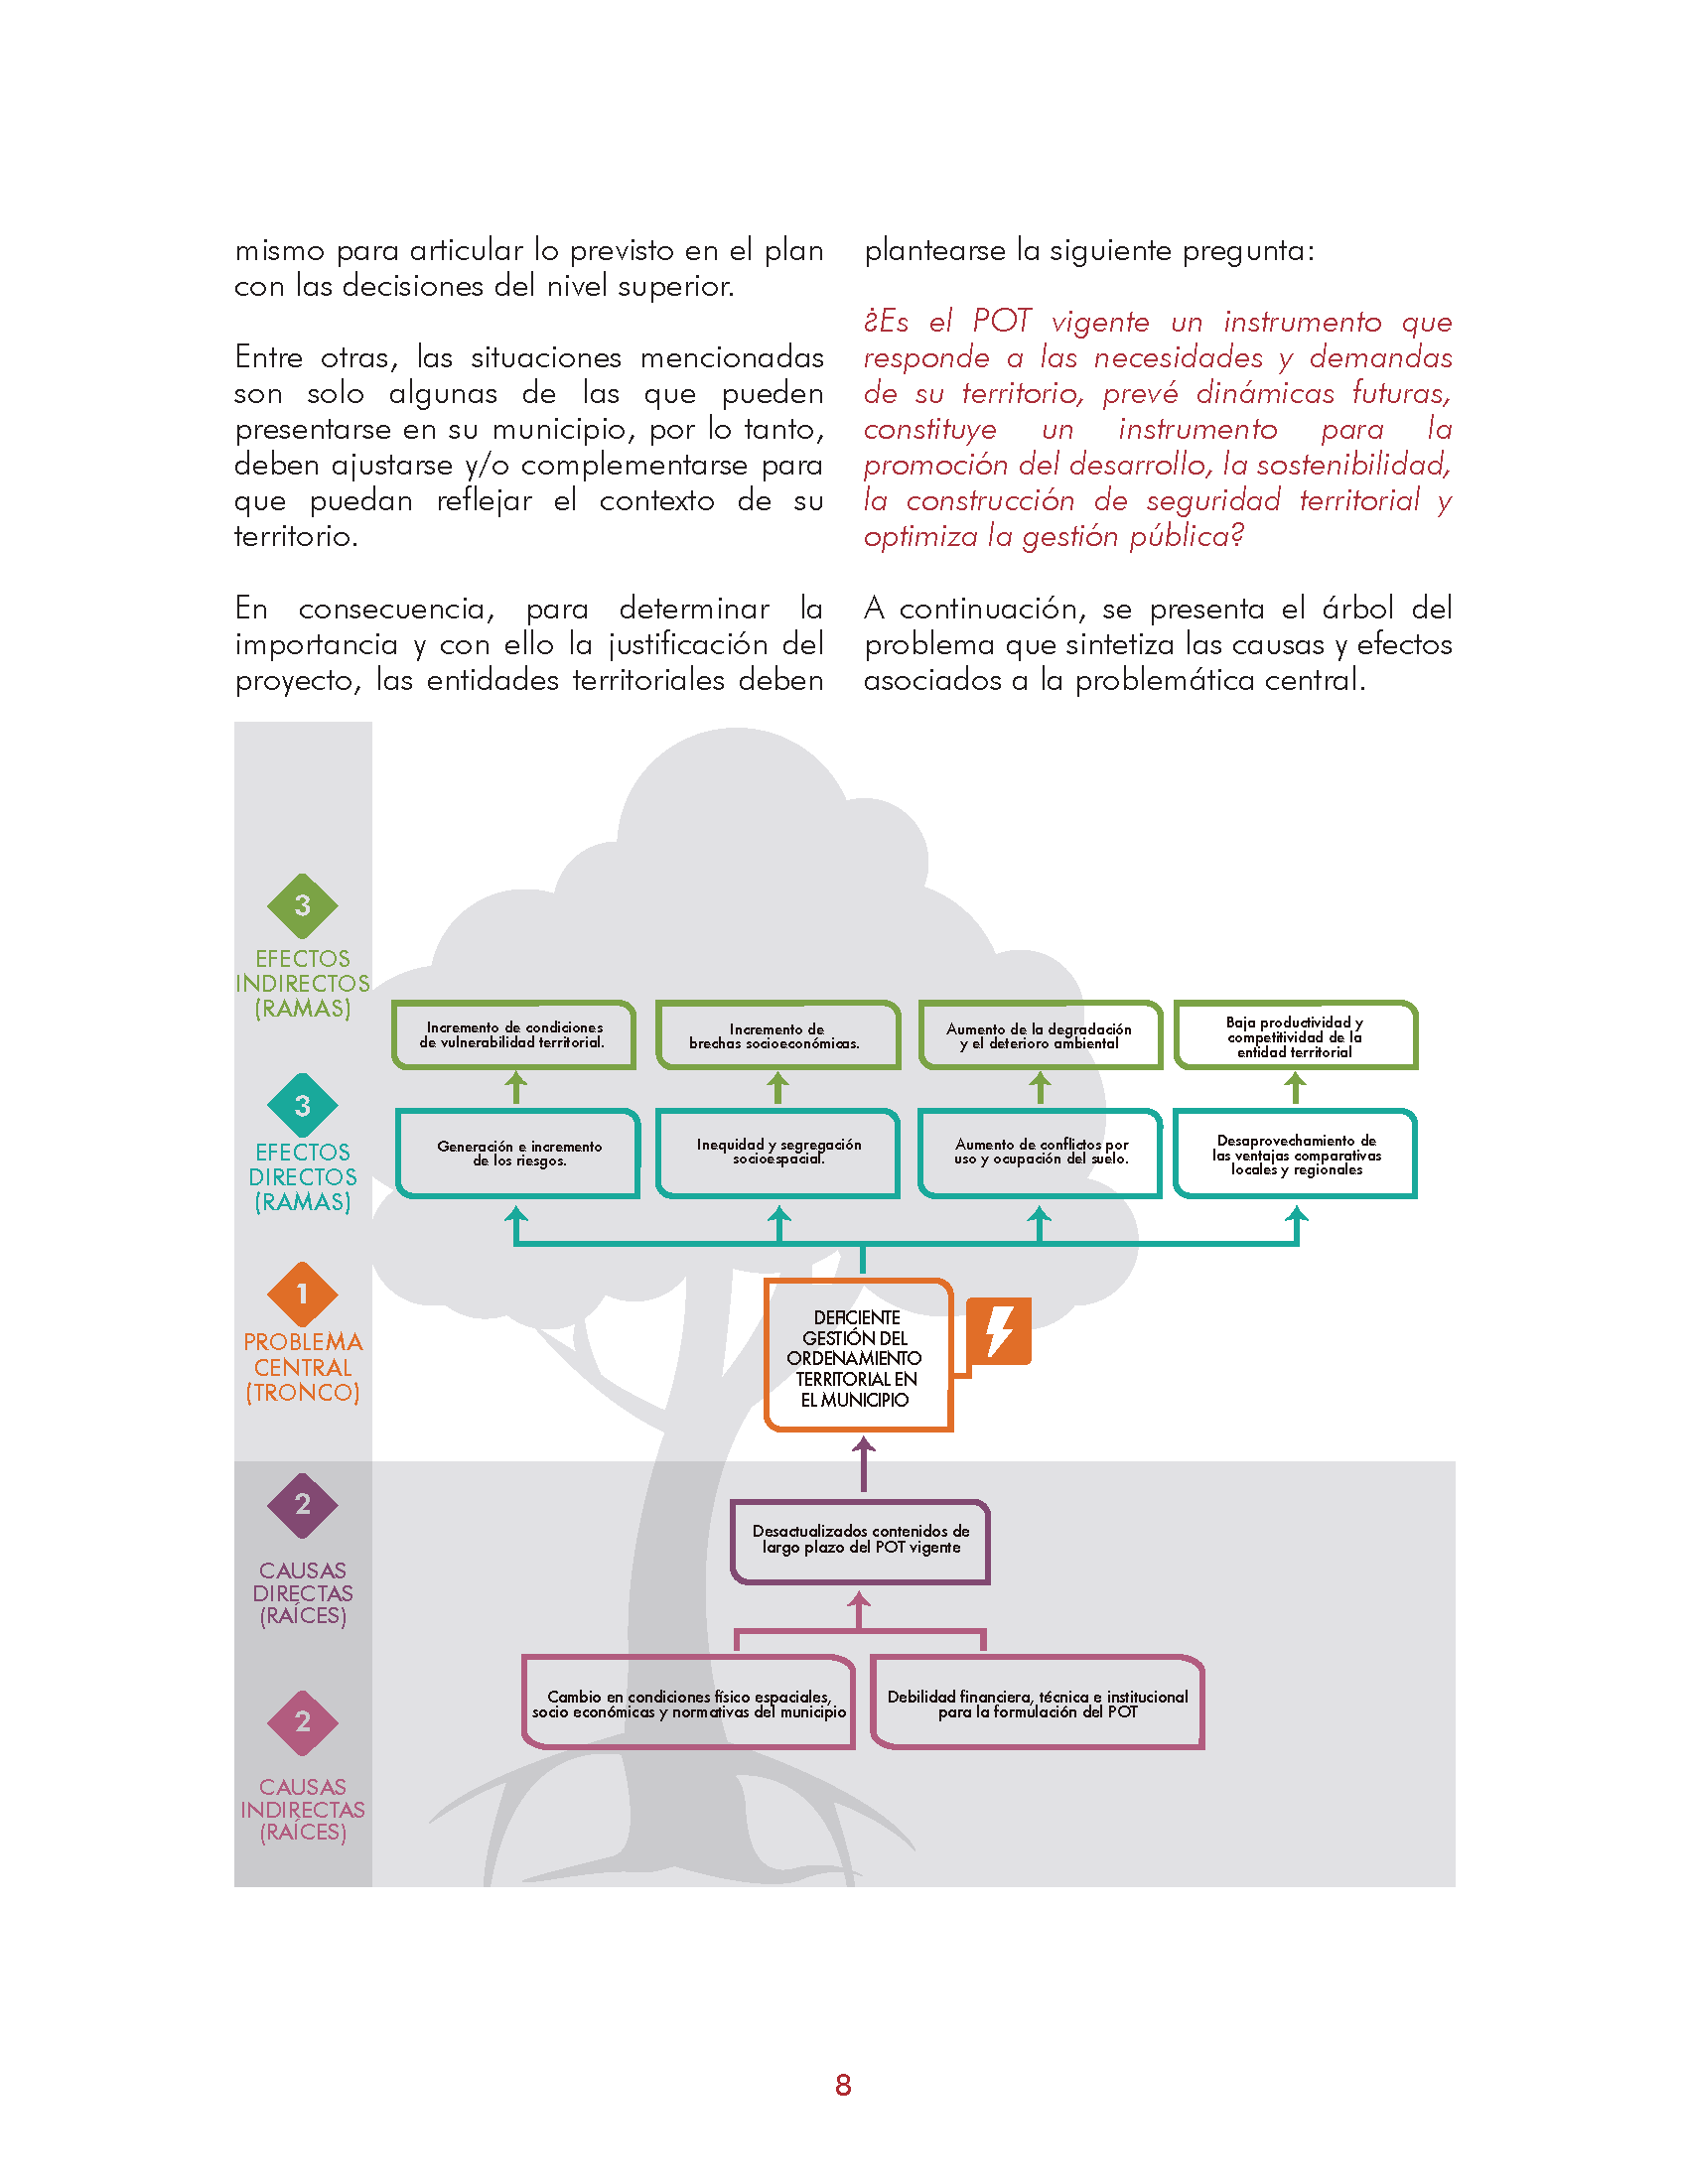 mismo para articular lo previsto en el plan
con las decisiones del nivel superior.
Entre otras, las situaciones mencionadas
son solo algunas de las que pueden
presentarse en su municipio, por lo tanto,
deben ajustarse y/o complementarse para
que puedan reflejar el contexto de su
territorio.
En consecuencia, para determinar la
importancia y con ello la justificación del
proyecto, las entidades territoriales deben
plantearse la siguiente pregunta:
¿Es el POT vigente un instrumento que
responde a las necesidades y demandas
de su territorio, prevé dinámicas futuras,
constituye un instrumento para la
promoción del desarrollo, la sostenibilidad,
la construcción de seguridad territorial y
optimiza la gestión pública?
A continuación, se presenta el árbol del
problema que sintetiza las causas y efectos
asociados a la problemática central.
3
EFECTOS
INDIRECTOS
(RAMAS)
Incremento de condiciones
de vulnerabilidad territorial.
Incremento de
brechas socioeconómicas.
Aumento de la degradación
y el deterioro ambiental
Baja productividad y
competitividad de la
entidad territorial
3
EFECTOS
DIRECTOS
(RAMAS)
Generación e incremento
de los riesgos.
Inequidad y segregación
socioespacial.
Aumento de conflictos por
uso y ocupación del suelo.
Desaprovechamiento de
las ventajas comparativas
locales y regionales
1
PROBLEMA
CENTRAL
(TRONCO)
DEFICIENTE
GESTIÓN DEL
ORDENAMIENTO
TERRITORIAL EN
EL MUNICIPIO
2
CAUSAS
DIRECTAS
(RAÍCES)
Desactualizados contenidos de
largo plazo del POT vigente
2
CAUSAS
INDIRECTAS
(RAÍCES)
Cambio en condiciones físico espaciales,
socio económicas y normativas del municipio
Debilidad financiera, técnica e institucional
para la formulación del POT
8